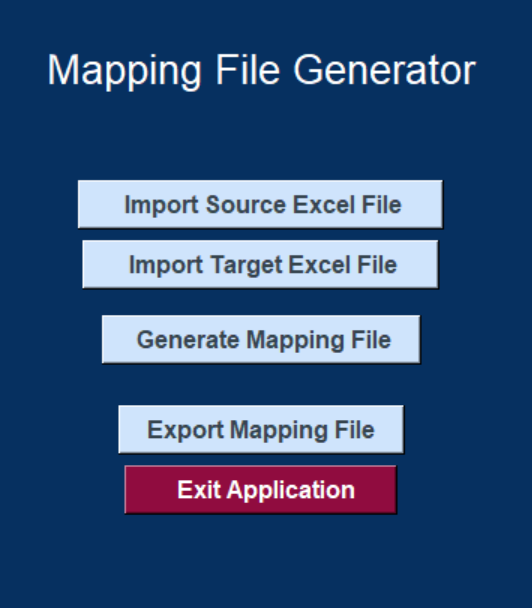 Mapping File Generator
Import Source Excel File
Import Target Excel File
Generate Mapping File
Export Mapping File
Exit Application